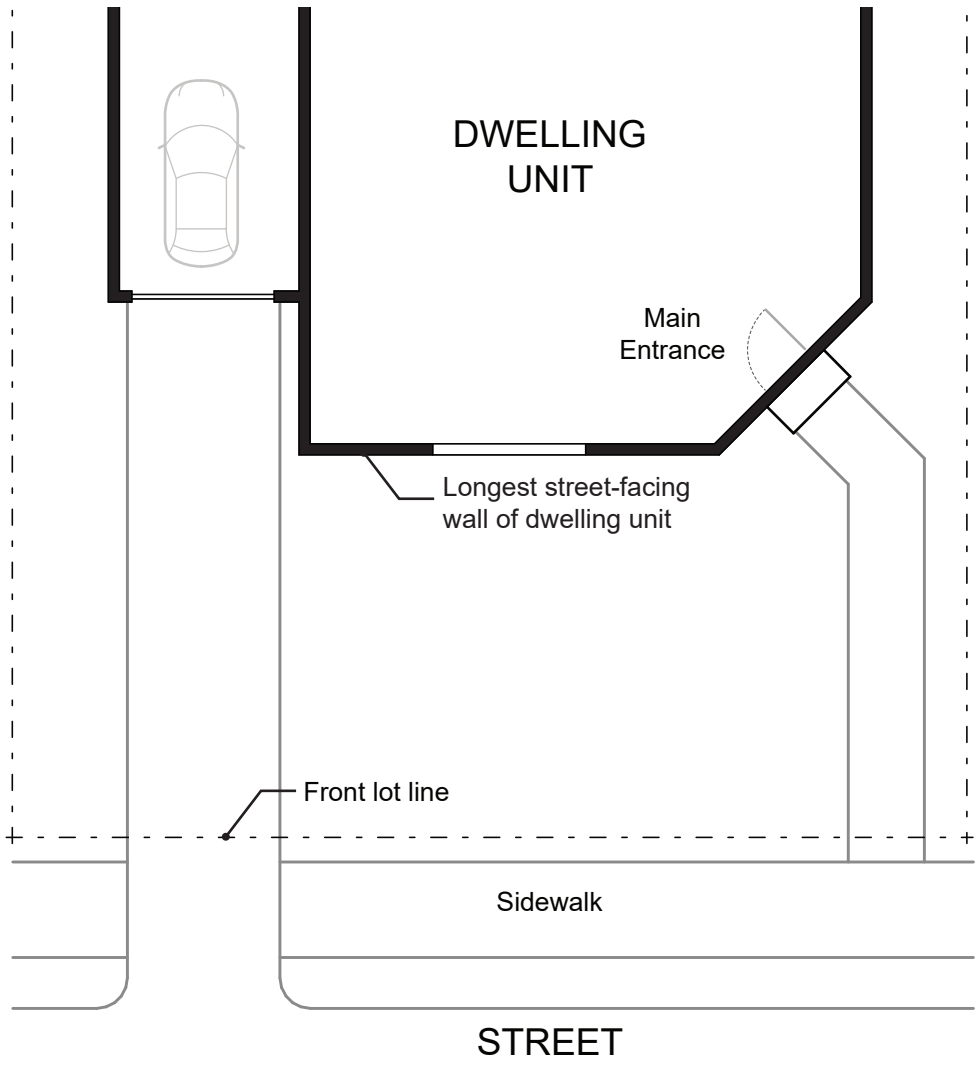 DWELLING
UNIT
Main
Entrance
Longest street-facing
wall of dwelling unit
Front lot line
Sidewalk
STREET